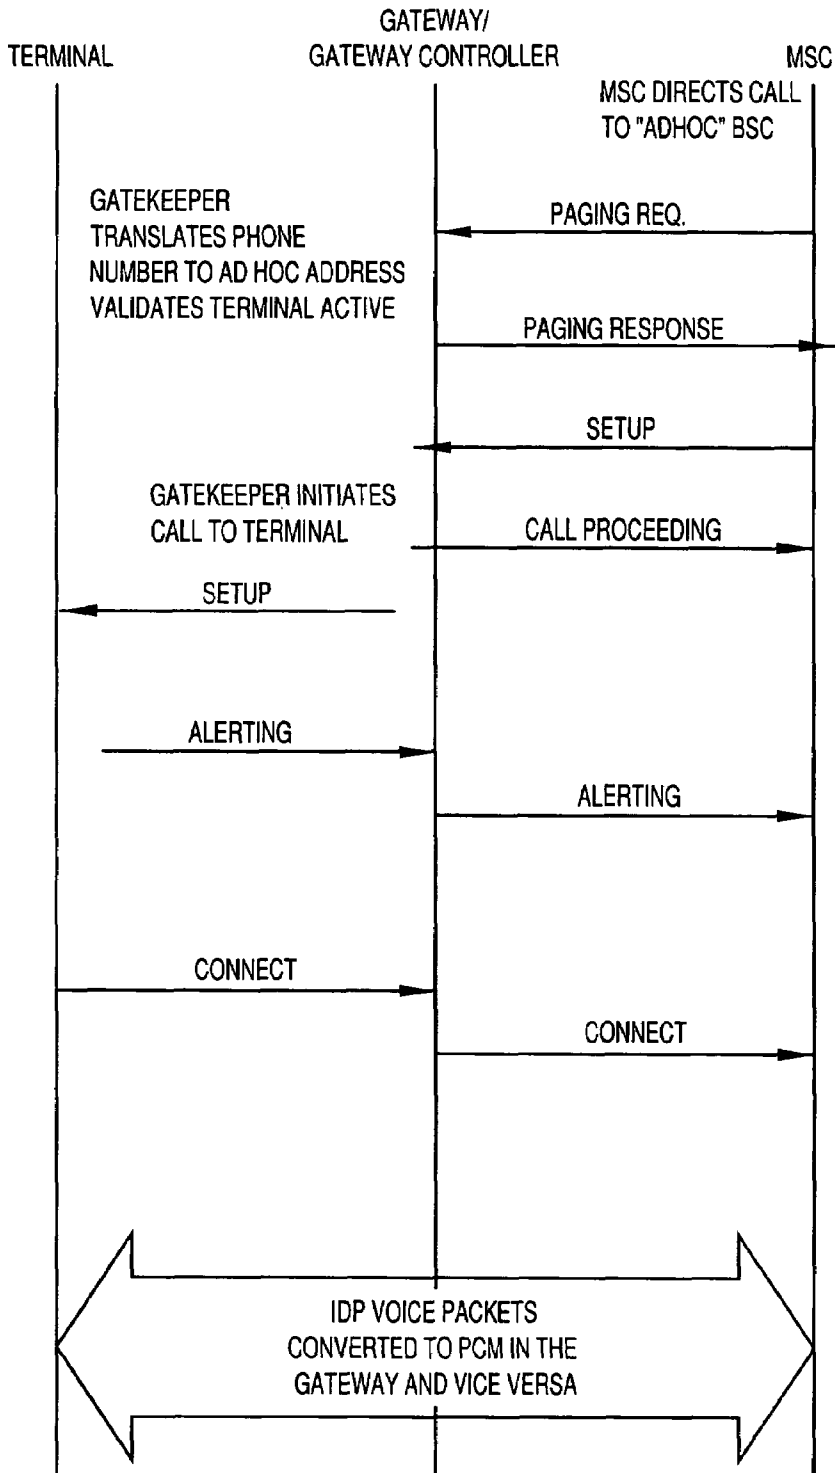 TERMINAL
GATEWAY/
GATEWAY CONTROLLER
MSC
MSC DIRECTS CALL
TO "ADHOC" BSC
GATEKEEPER
TRANSLATES PHONE
NUMBER TO AD HOC ADDRESS
VALIDATES TERMINAL ACTIVE
PAGING REQ.
PAGING RESPONSE
SETUP
GATEKEEPER INITIATES
CALL TO TERMINAL
CALL PROCEEDING
SETUP
ALERTING
ALERTING
CONNECT
CONNECT
IDP VOICE PACKETS
CONVERTED TO PCM IN THE
GATEWAY AND VICE VERSA